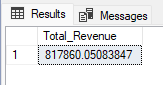 Results Messages
Total_Revenue
1 817860.05083847